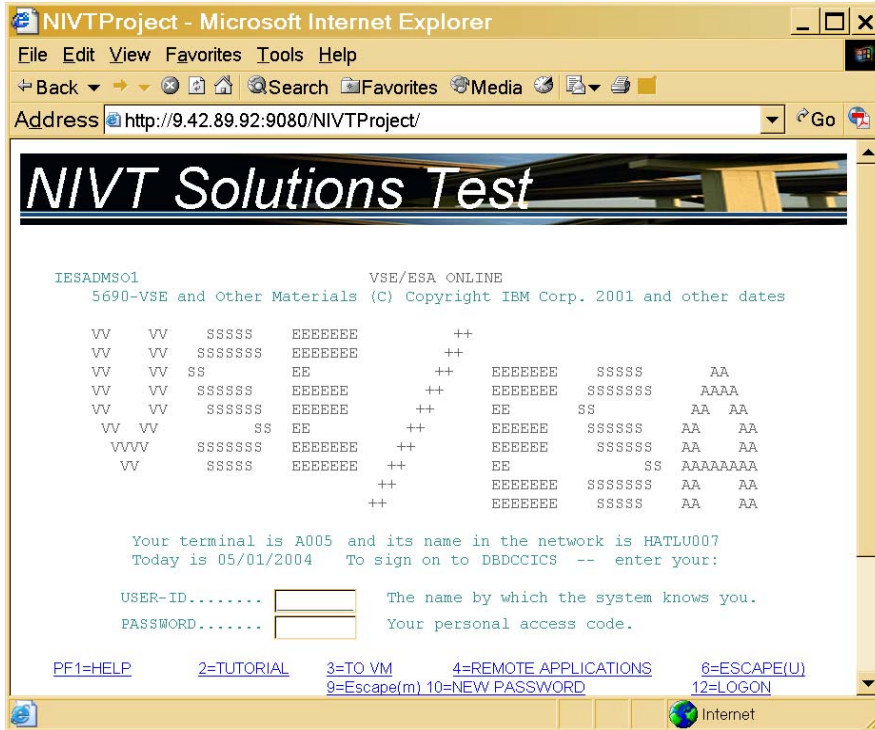 NIVTProject - Microsoft Internet Explorer
File Edit View Favorites Tools Help
Back Search Favorites Media
Address http://9.42.89.92:9080/NIVTProject/ Go
NIVT Solutions Test
IESADMSO1 VSE/ESA ONLINE
5690-VSE and Other Materials (C) Copyright IBM Corp. 2001 and other dates
VV VV SSSSS EEEEEEE ++
VV VV SSSSSSS EEEEEEE ++
VV VV SS EE ++ EEEEEEE SSSSS AA
VV VV SSSSSS EEEEEE ++ EEEEEEE SSSSSSS AAAA
VV VV SSSSSS EEEEEE ++ EE SS AA AA
VV VV SS EE ++ EEEEEE SSSSSS AA AA
VVVV SSSSSSS EEEEEEE ++ EEEEEE SSSSSS AA AA
VV SSSSS EEEEEEE ++ EE SS AAAAAAAA
++ EEEEEEE SSSSSSS AA AA
++ EEEEEEE SSSSS AA AA
Your terminal is A005 and its name in the network is HATLU007
Today is 05/01/2004 To sign on to DBDCCICS -- enter your:
USER-ID........ The name by which the system knows you.
PASSWORD....... Your personal access code.
PF1=HELP 2=TUTORIAL 3=TO VM 4=REMOTE APPLICATIONS 6=ESCAPE(U)
9=Escape(m) 10=NEW PASSWORD 12=LOGON
Internet